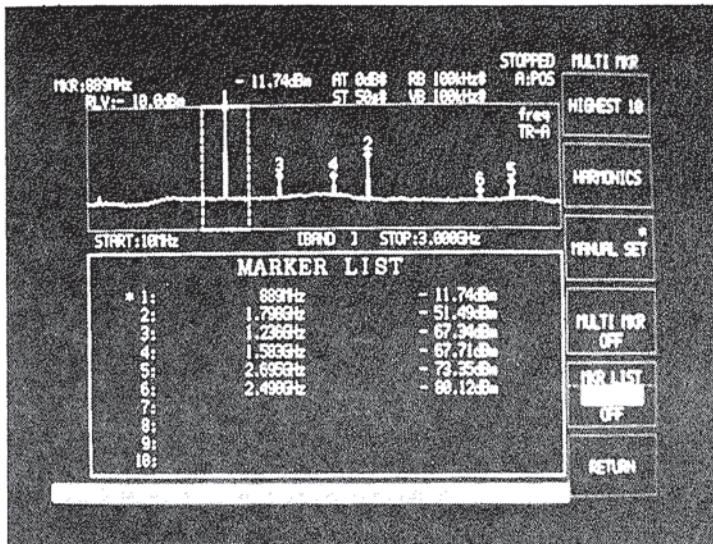 STOPPED MULTI MKR
MKR:889MHz - 11.74dBm AT 0dB# RB 100kHz# A:POS
RLV:- 10.0dBm ST 50s# VB 100kHz#
HIGHEST 10
freq
TR-A
2
3 4 6 5
HARMONICS
START:10MHz [BAND ] STOP:3.000GHz
MANUAL SET *
MARKER LIST
* 1: 889MHz - 11.74dBm
2: 1.790GHz - 51.49dBm
3: 1.236GHz - 67.94dBm
4: 1.583GHz - 67.71dBm
5: 2.695GHz - 73.35dBm
6: 2.490GHz - 80.12dBm
7:
8:
9:
10:
MULTI MKR
OFF
MKR LIST
OFF
RETURN